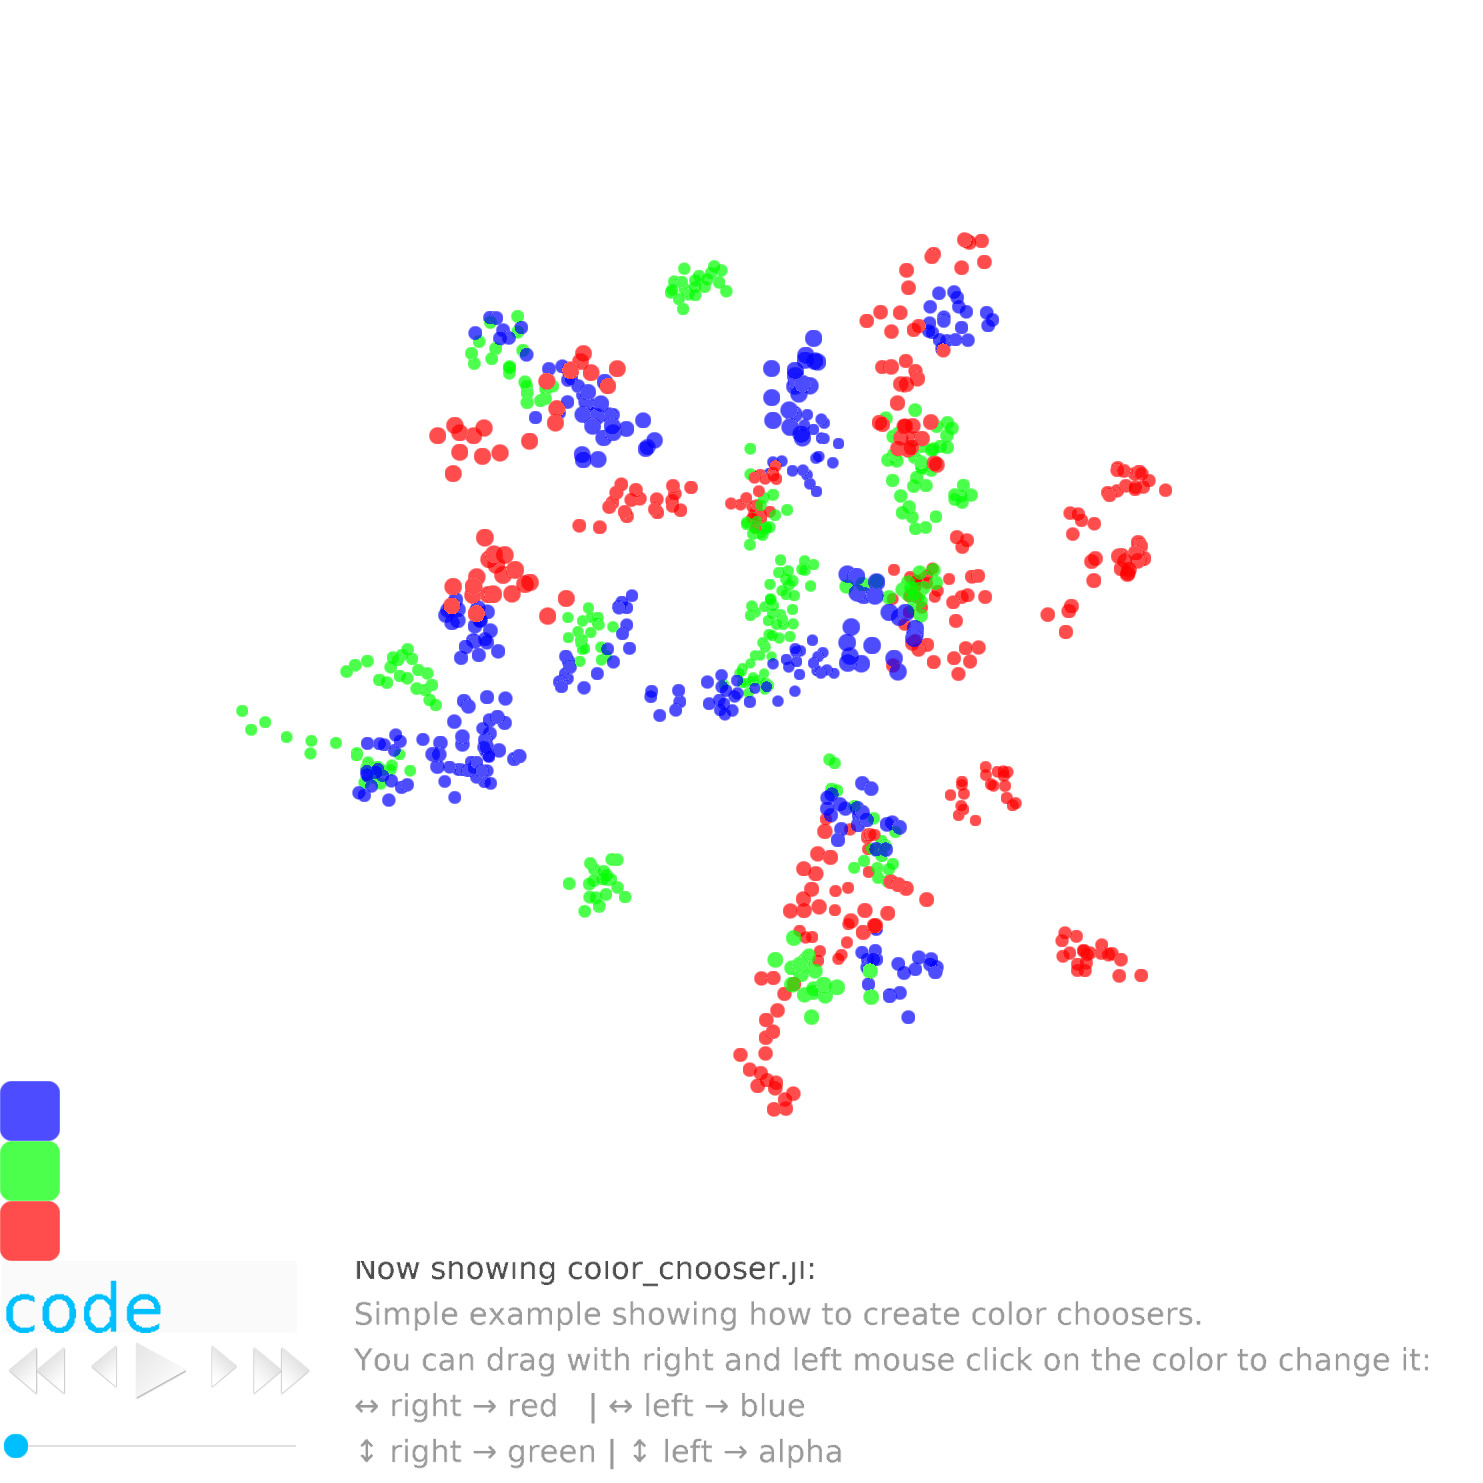 code
Now showing color_chooser.jl:
Simple example showing how to create color choosers.
You can drag with right and left mouse click on the color to change it:
↔ right → red | ↔ left → blue
↕ right → green | ↕ left → alpha